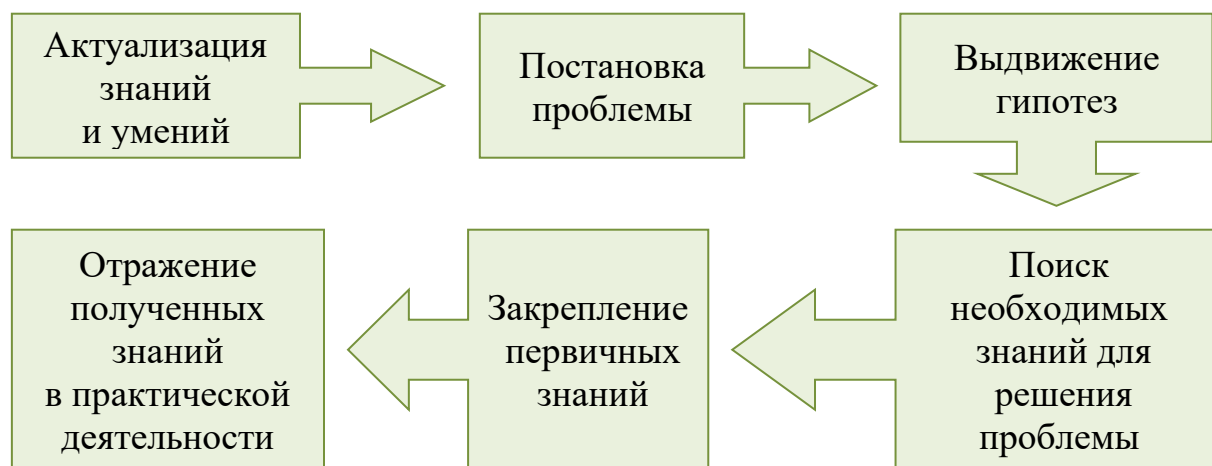 Актуализация
знаний
и умений
Постановка
проблемы
Выдвижение
гипотез
Поиск
необходимых
знаний для
решения
проблемы
Закрепление
первичных
знаний
Отражение
полученных
знаний
в практической
деятельности